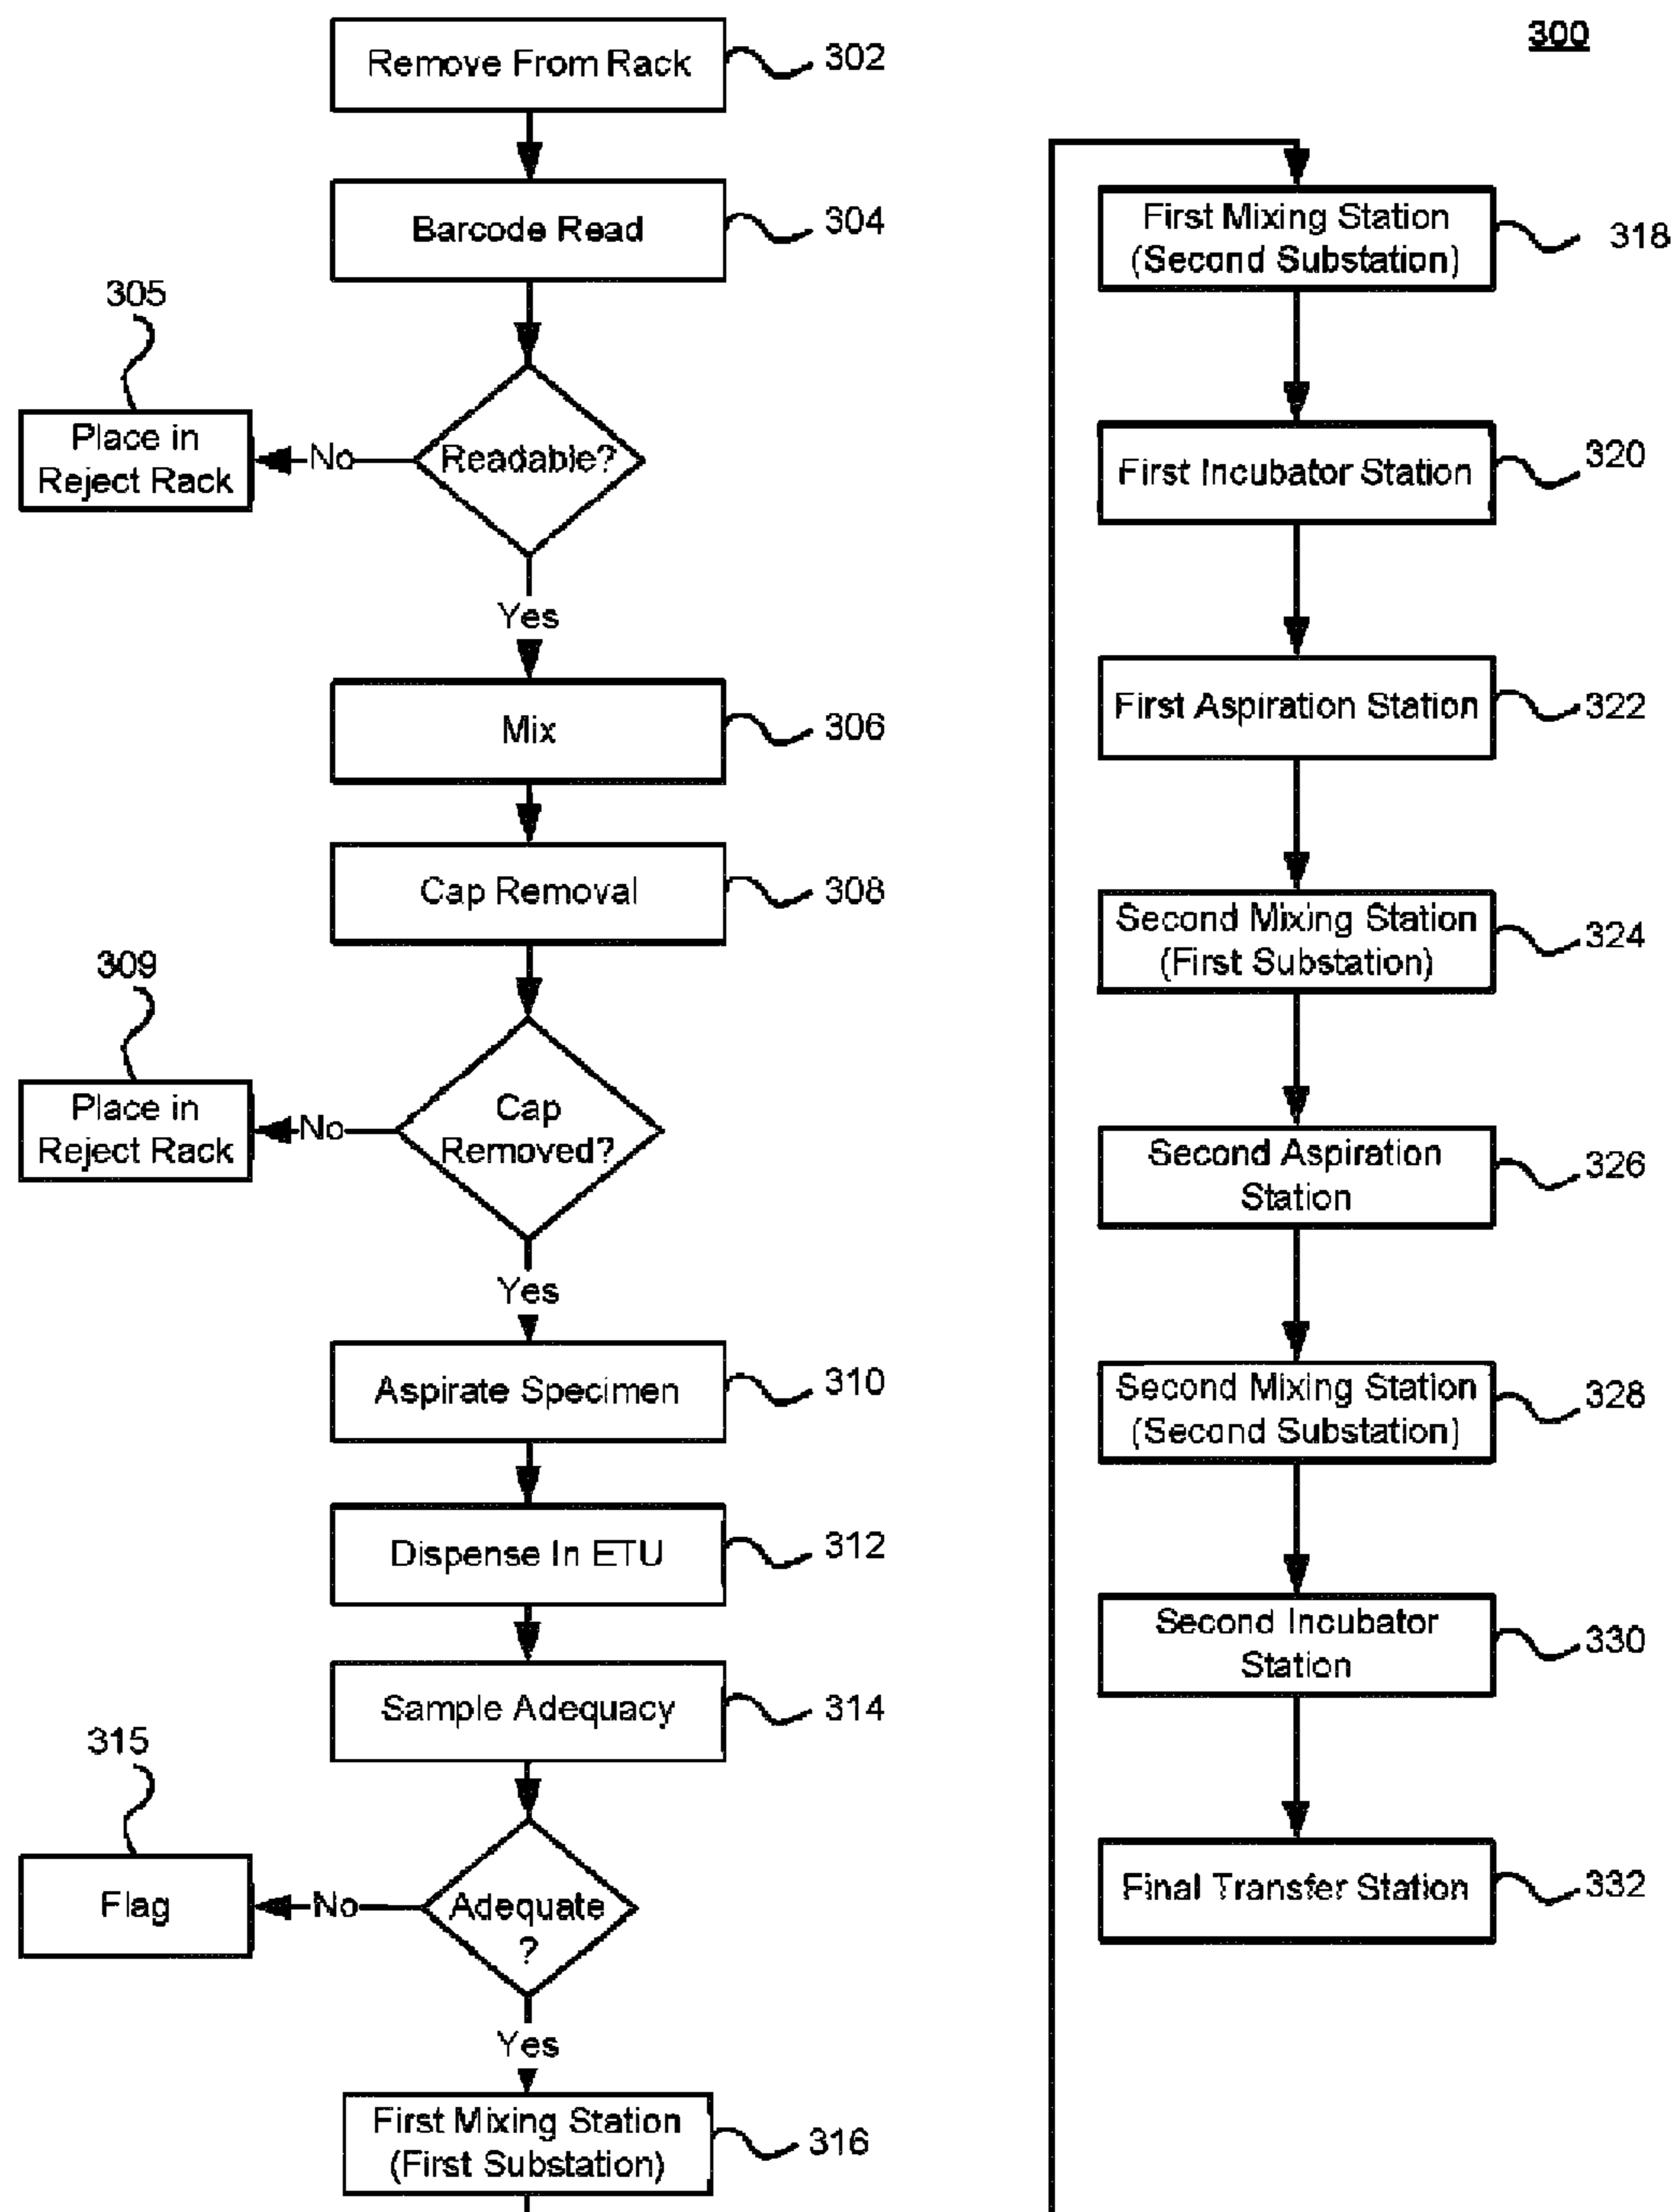 300
Remove From Rack
302
Barcode Read
304
305
Place in
Reject Rack
No
Readable?
Yes
Mix
306
Cap Removal
308
309
Place in
Reject Rack
No
Cap
Removed?
Yes
Aspirate Specimen
310
Dispense In ETU
312
Sample Adequacy
314
315
Flag
No
Adequate
?
Yes
First Mixing Station
(First Substation)
316
First Mixing Station
(Second Substation)
318
First Incubator Station
320
First Aspiration Station
322
Second Mixing Station
(First Substation)
324
Second Aspiration
Station
326
Second Mixing Station
(Second Substation)
328
Second Incubator
Station
330
Final Transfer Station
332